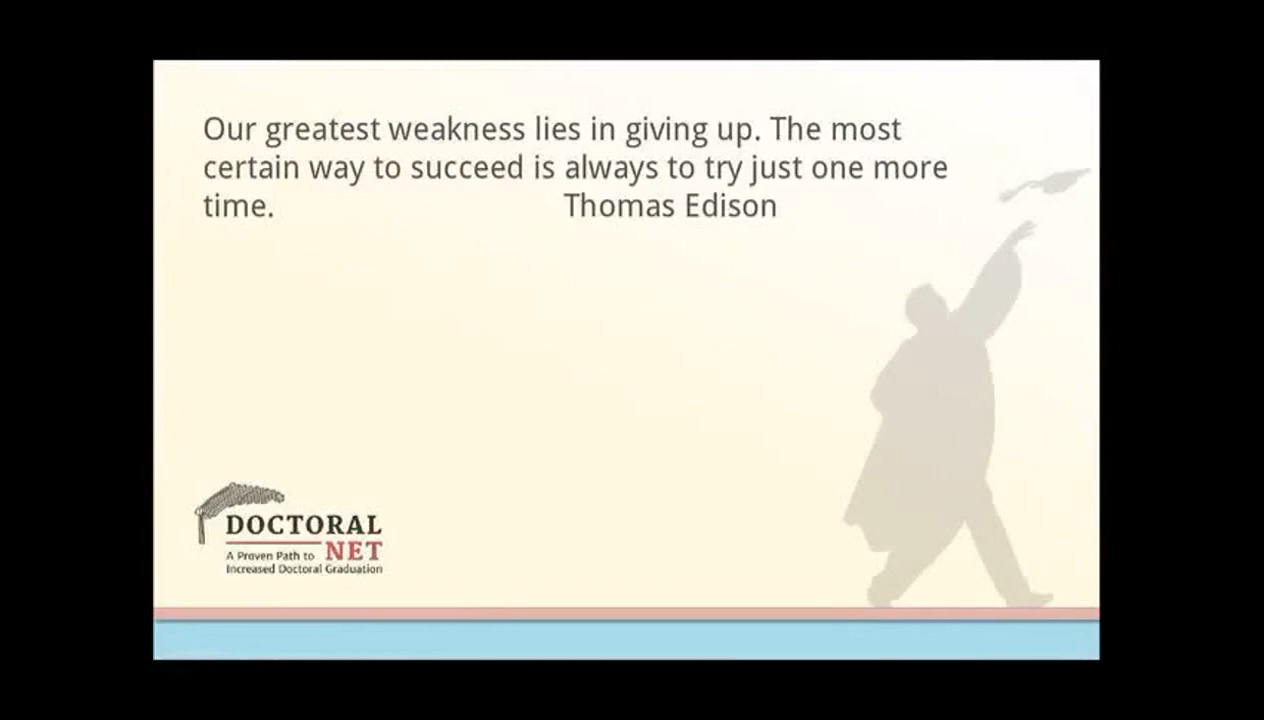 Our greatest weakness lies in giving up. The most
certain way to succeed is always to try just one more
time. Thomas Edison
DOCTORAL
A Proven Path to NET
Increased Doctoral Graduation